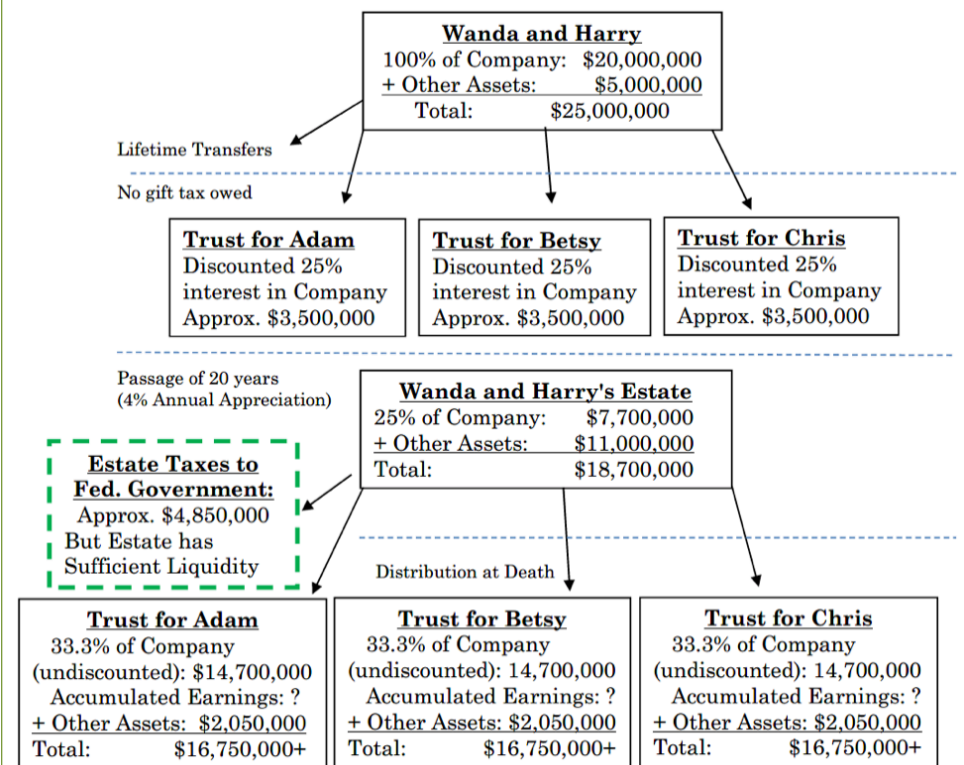 Wanda and Harry
100% of Company: $20,000,000
+ Other Assets: $5,000,000
Total: $25,000,000
Lifetime Transfers
No gift tax owed
Trust for Adam
Discounted 25%
interest in Company
Approx. $3,500,000
Trust for Betsy
Discounted 25%
interest in Company
Approx. $3,500,000
Trust for Chris
Discounted 25%
interest in Company
Approx. $3,500,000
Passage of 20 years
(4% Annual Appreciation)
Wanda and Harry's Estate
25% of Company: $7,700,000
+ Other Assets: $11,000,000
Total: $18,700,000
Estate Taxes to
Fed. Government:
Approx. $4,850,000
But Estate has
Sufficient Liquidity
Distribution at Death
Trust for Adam
33.3% of Company
(undiscounted): $14,700,000
Accumulated Earnings: ?
+ Other Assets: $2,050,000
Total: $16,750,000+
Trust for Betsy
33.3% of Company
(undiscounted): 14,700,000
Accumulated Earnings: ?
+ Other Assets: $2,050,000
Total: $16,750,000+
Trust for Chris
33.3% of Company
(undiscounted): 14,700,000
Accumulated Earnings: ?
+ Other Assets: $2,050,000
Total: $16,750,000+